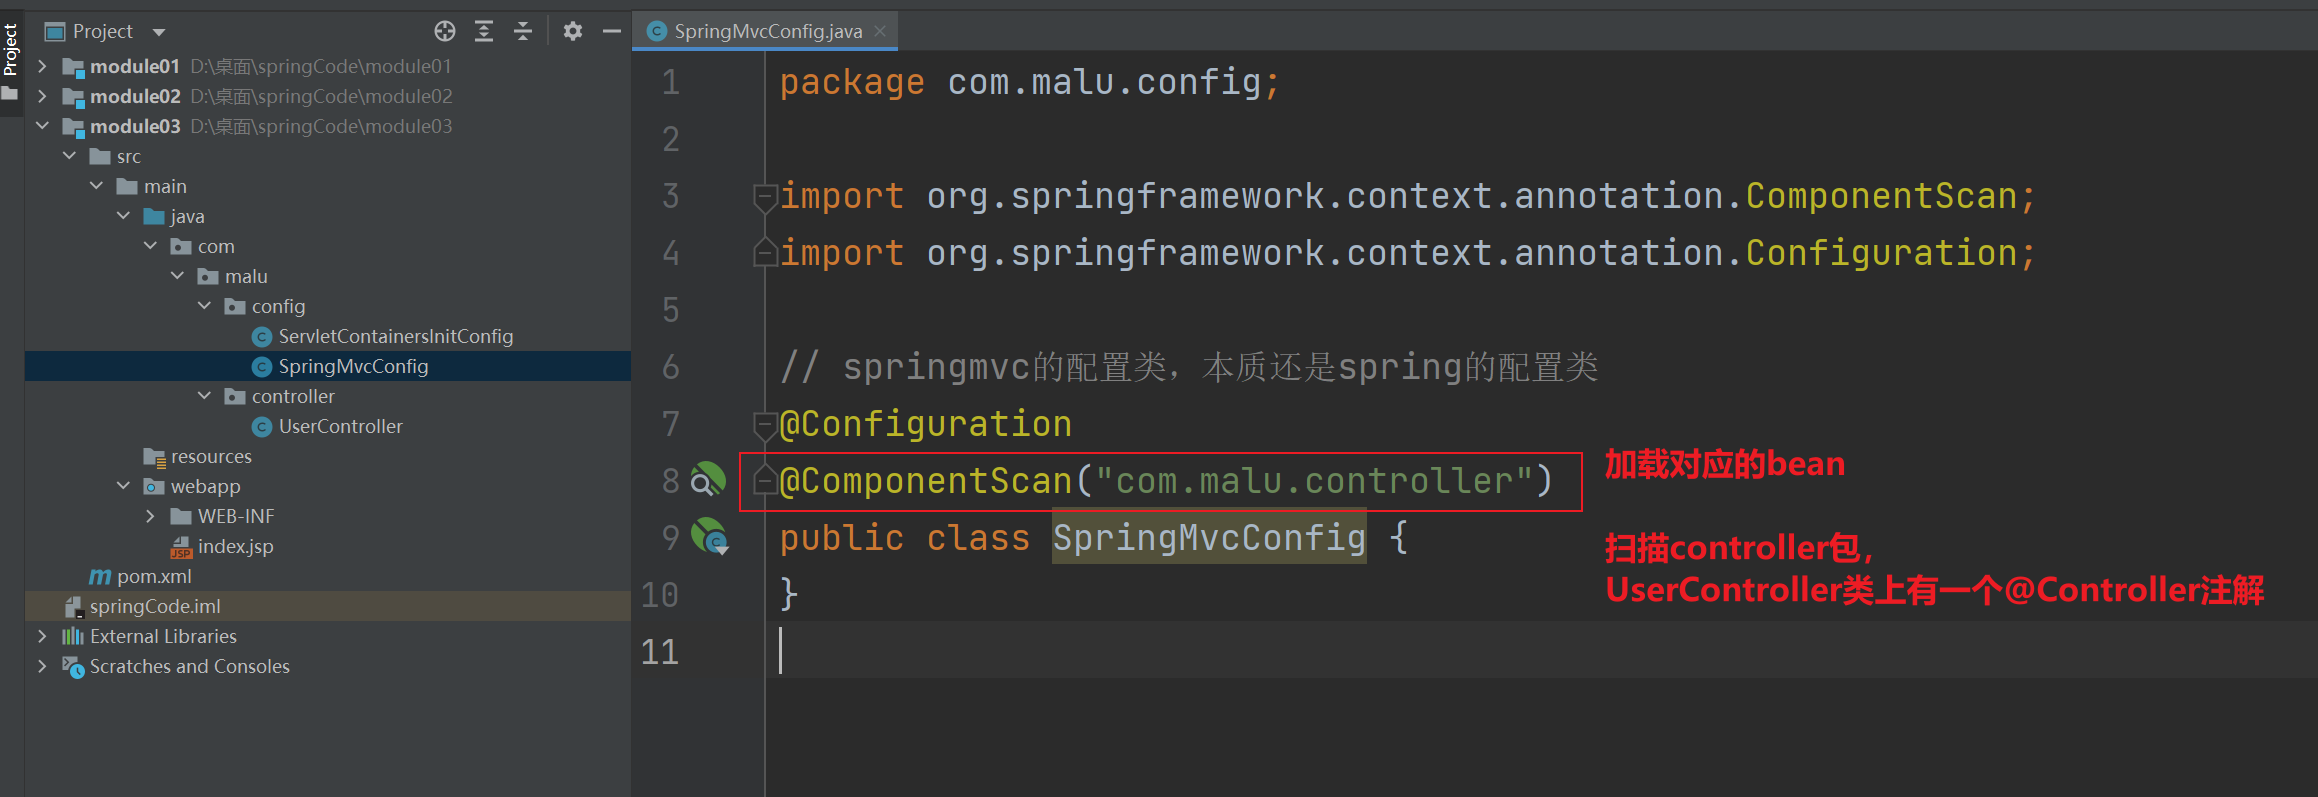 Project
Project
module01 D:\桌面\springCode\module01
module02 D:\桌面\springCode\module02
module03 D:\桌面\springCode\module03
src
main
java
com
malu
config
ServletContainersInitConfig
SpringMvcConfig
controller
UserController
resources
webapp
WEB-INF
index.jsp
pom.xml
springCode.iml
External Libraries
Scratches and Consoles
SpringMvcConfig.java
1 package com.malu.config;
2
3 import org.springframework.context.annotation.ComponentScan;
4 import org.springframework.context.annotation.Configuration;
5
6 // springmvc的配置类，本质还是spring的配置类
7 @Configuration
8 @ComponentScan("com.malu.controller")
9 public class SpringMvcConfig {
10 }
11
加载对应的bean
扫描controller包，
UserController类上有一个@Controller注解